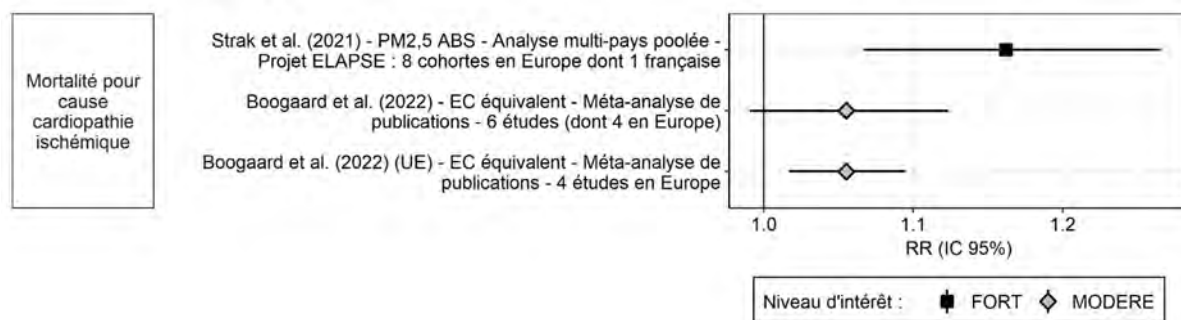 Mortalité pour
cause
cardiopathie
ischémique
Strak et al. (2021) - PM2,5 ABS - Analyse multi-pays poolée -
Projet ELAPSE : 8 cohortes en Europe dont 1 française
Boogaard et al. (2022) - EC équivalent - Méta-analyse de
publications - 6 études (dont 4 en Europe)
Boogaard et al. (2022) (UE) - EC équivalent - Méta-analyse de
publications - 4 études en Europe
1.0 1.1 1.2
RR (IC 95%)
Niveau d'intérêt : FORT MODERE